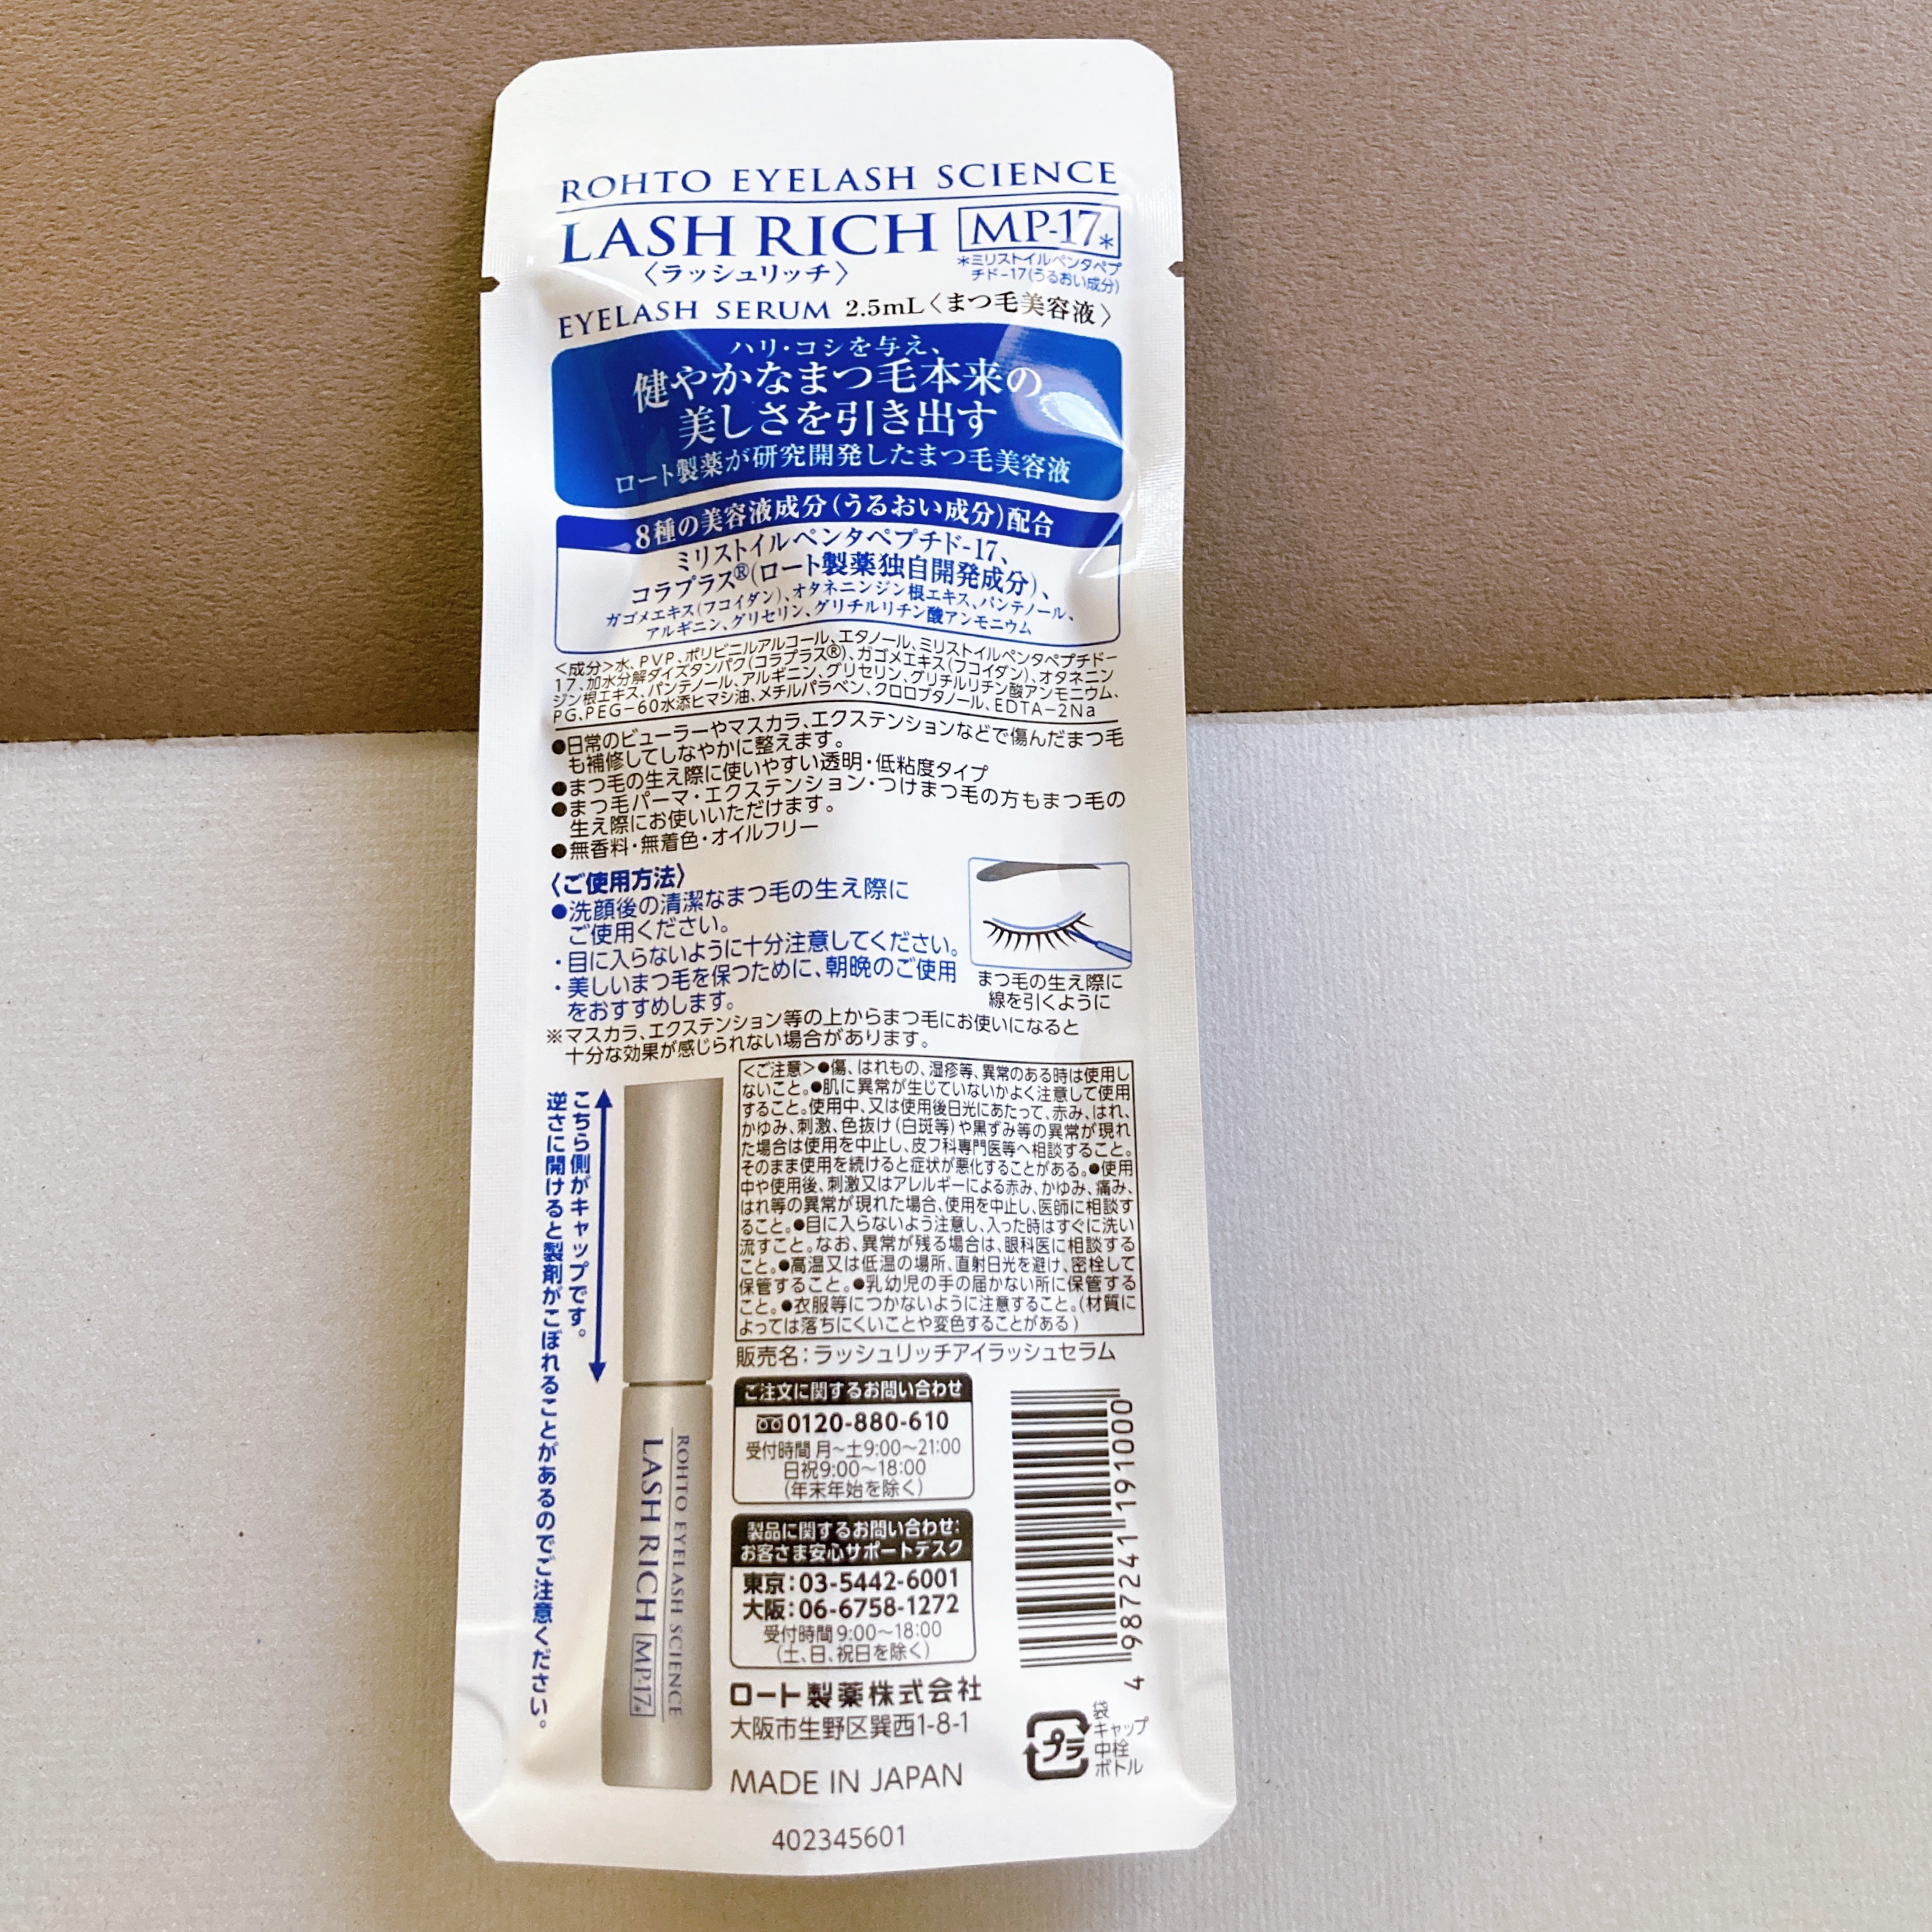 ROHTO EYELASH SCIENCE
LASH RICH MP-17*
〈ラッシュリッチ〉
*ミリストイルペンタペプ
チド-17(うるおい成分)
EYELASH SERUM 2.5mL〈まつ毛美容液〉
ハリ・コシを与え、
健やかなまつ毛本来の
美しさを引き出す
ロート製薬が研究開発したまつ毛美容液
8種の美容液成分(うるおい成分)配合
ミリストイルペンタペプチド-17、
コラプラス®(ロート製薬独自開発成分)、
ガゴメエキス(フコイダン)、オタネニンジン根エキス、パンテノール、
アルギニン、グリセリン、グリチルリチン酸アンモニウム
<成分>水、PVP、ポリビニルアルコール、エタノール、ミリストイルペンタペプチド-
17、加水分解ダイズタンパク(コラプラス®)、ガゴメエキス(フコイダン)、オタネニン
ジン根エキス、パンテノール、アルギニン、グリセリン、グリチルリチン酸アンモニウム、
PG、PEG-60水添ヒマシ油、メチルパラベン、クロロブタノール、EDTA-2Na
●日常のビューラーやマスカラ、エクステンションなどで傷んだまつ毛
も補修してしなやかに整えます。
●まつ毛の生え際に使いやすい透明・低粘度タイプ
●まつ毛パーマ・エクステンション・つけまつ毛の方もまつ毛の
生え際にお使いいただけます。
●無香料・無着色・オイルフリー
〈ご使用方法〉
●洗顔後の清潔なまつ毛の生え際に
ご使用ください。
・目に入らないように十分注意してください。
・美しいまつ毛を保つために、朝晩のご使用
をおすすめします。
まつ毛の生え際に
線を引くように
※マスカラ、エクステンション等の上からまつ毛にお使いになると
十分な効果が感じられない場合があります。
こちら側がキャップです。
逆さに開けると製剤がこぼれることがあるのでご注意ください。
ROHTO EYELASH SCIENCE
LASH RICH MP-17*
<ご注意>●傷、はれもの、湿疹等、異常のある時は使用し
ないこと。●肌に異常が生じていないかよく注意して使用
すること。使用中、又は使用後日光にあたって、赤み、はれ、
かゆみ、刺激、色抜け(白斑等)や黒ずみ等の異常が現れ
た場合は使用を中止し、皮フ科専門医等へ相談すること。
そのまま使用を続けると症状が悪化することがある。●使用
中や使用後、刺激又はアレルギーによる赤み、かゆみ、痛み、
はれ等の異常が現れた場合、使用を中止し、医師に相談す
ること。●目に入らないよう注意し、入った時はすぐに洗い
流すこと。なお、異常が残る場合は、眼科医に相談する
こと。●高温又は低温の場所、直射日光を避け、密栓して
保管すること。●乳幼児の手の届かない所に保管する
こと。●衣服等につかないように注意すること。(材質に
よっては落ちにくいことや変色することがある)
販売名:ラッシュリッチアイラッシュセラム
ご注文に関するお問い合わせ
0120-880-610
受付時間 月〜土9:00〜21:00
日祝9:00〜18:00
(年末年始を除く)
製品に関するお問い合わせ:
お客さま安心サポートデスク
東京:03-5442-6001
大阪:06-6758-1272
受付時間 9:00〜18:00
(土、日、祝日を除く)
4 987241 191000
ロート製薬株式会社
大阪市生野区巽西1-8-1
MADE IN JAPAN
プラ
袋
キャップ
中栓
ボトル
402345601